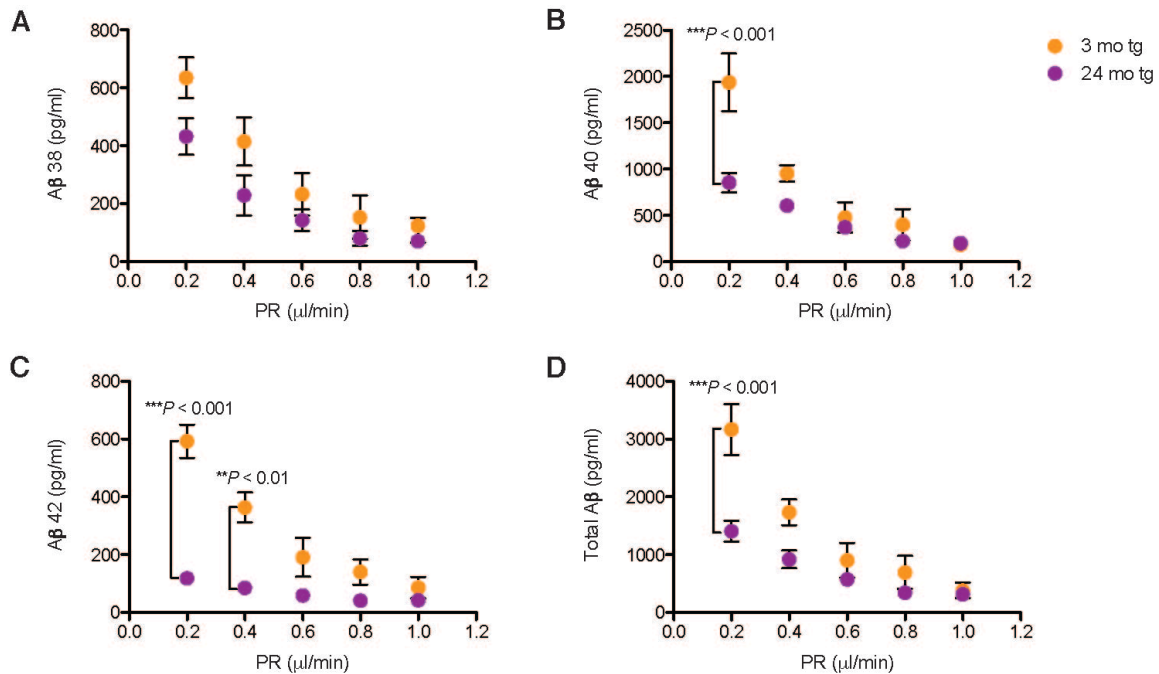 A
800
600
400
200
0
Aβ 38 (pg/ml)
0.0 0.2 0.4 0.6 0.8 1.0 1.2
PR (μl/min)
B
2500
2000
1500
1000
500
0
Aβ 40 (pg/ml)
***P < 0.001
0.0 0.2 0.4 0.6 0.8 1.0 1.2
PR (μl/min)
3 mo tg
24 mo tg
C
800
600
400
200
0
Aβ 42 (pg/ml)
***P < 0.001
**P < 0.01
0.0 0.2 0.4 0.6 0.8 1.0 1.2
PR (μl/min)
D
4000
3000
2000
1000
0
Total Aβ (pg/ml)
***P < 0.001
0.0 0.2 0.4 0.6 0.8 1.0 1.2
PR (μl/min)